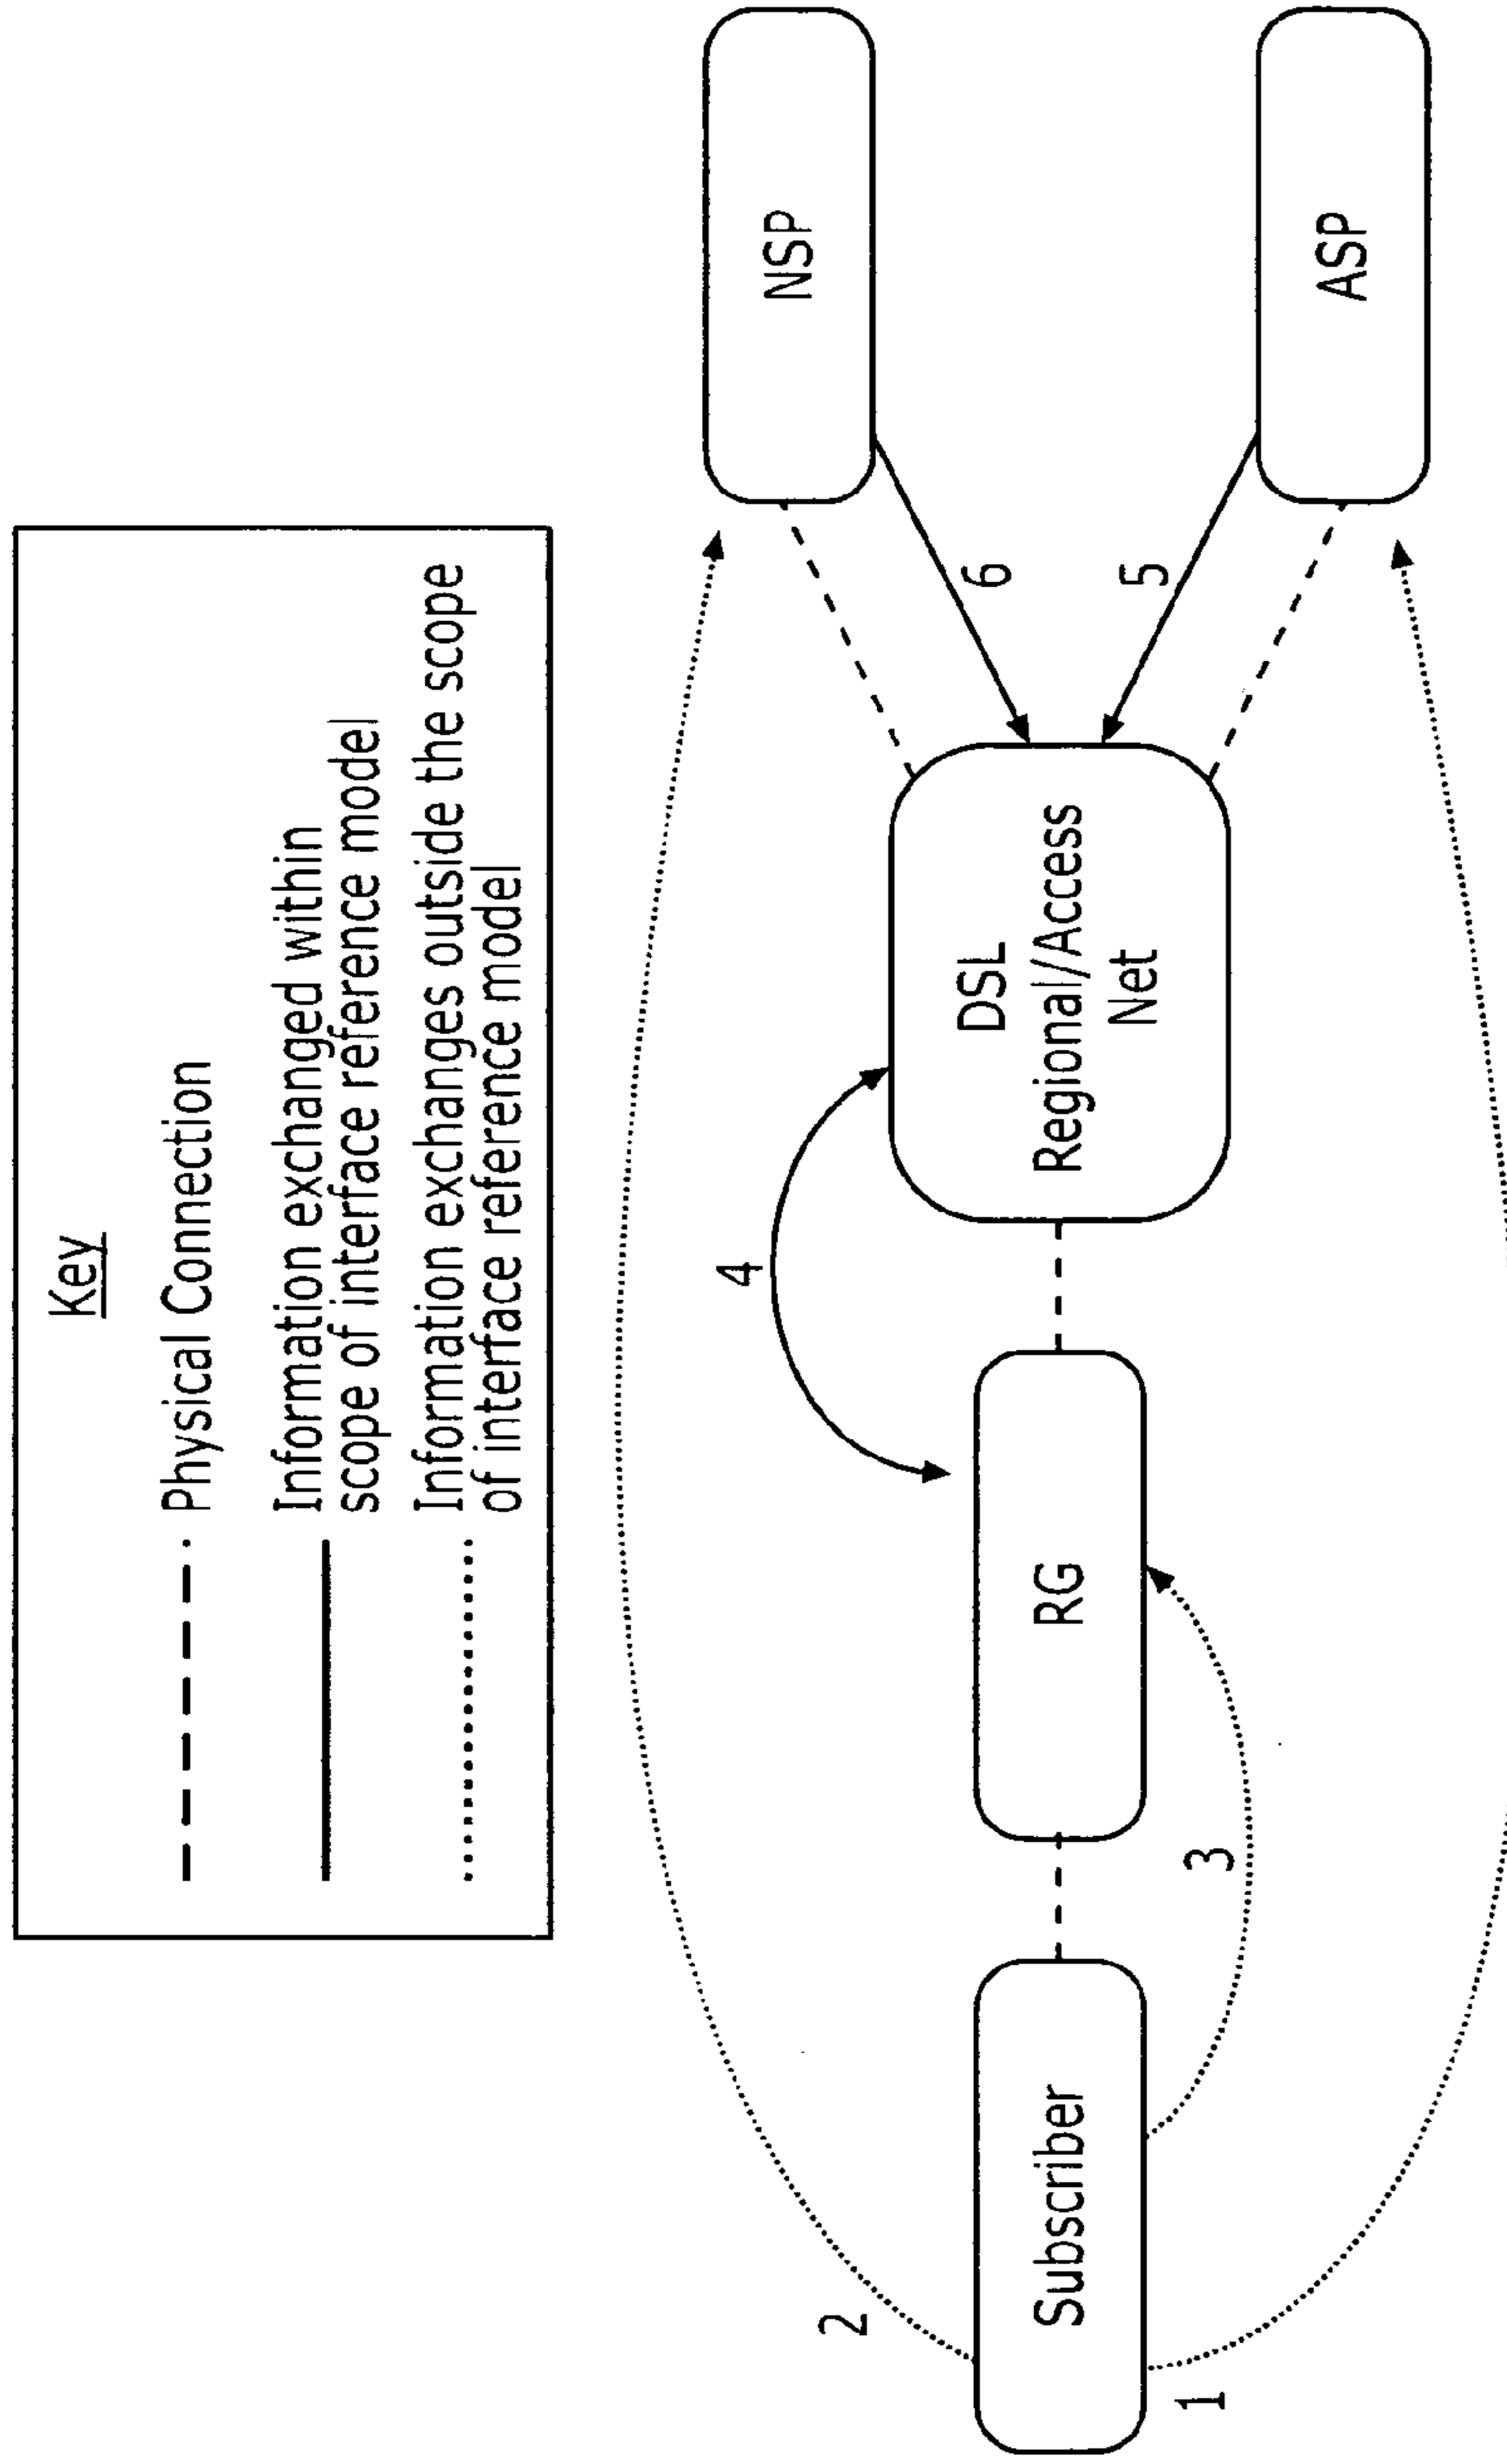 Key
Physical Connection
Information exchanged within
scope of interface reference model
Information exchanges outside the scope
of interface reference model
2
4
NSP
6
Subscriber
RG
DSL
Regional/Access
Net
5
3
1
ASP